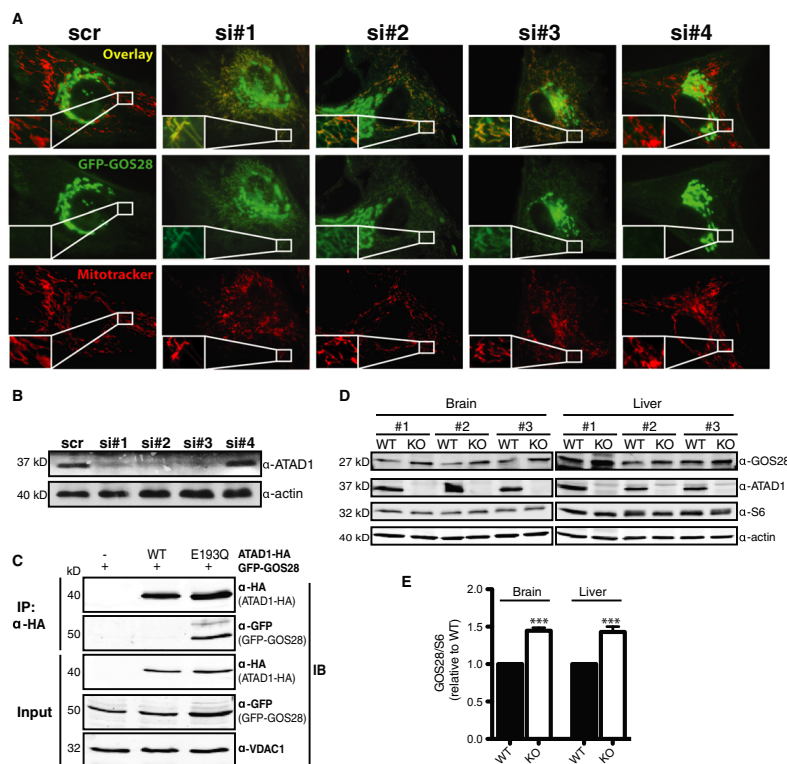 A
scr si#1 si#2 si#3 si#4
Overlay
GFP-GOS28
Mitotracker
B
scr si#1 si#2 si#3 si#4
37 kD α-ATAD1
40 kD α-actin
C
- WT E193Q ATAD1-HA
kD + + + GFP-GOS28
IP:
α-HA
40 α-HA
(ATAD1-HA)
50 α-GFP
(GFP-GOS28)
Input
40 α-HA
(ATAD1-HA)
50 α-GFP
(GFP-GOS28)
32 α-VDAC1
IB
D
Brain Liver
#1 #2 #3 #1 #2 #3
WT KO WT KO WT KO WT KO WT KO WT KO
27 kD α-GOS28
37 kD α-ATAD1
32 kD α-S6
40 kD α-actin
E
GOS28/S6
(relative to WT)
2.0
1.5
1.0
0.5
0.0
Brain Liver
*** ***
WT KO WT KO